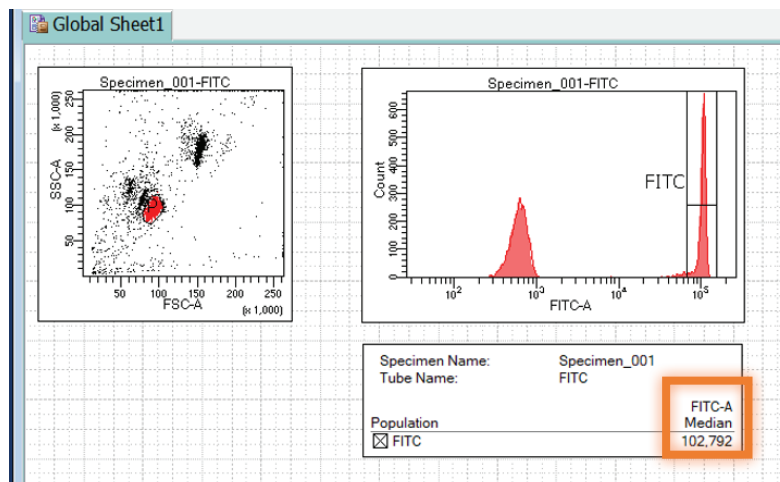 Global Sheet1
Specimen_001-FITC
(x 1,000)
250
200
150
100
50
SSC-A
50 100 150 200 250
FSC-A
(x 1,000)
Specimen_001-FITC
Count
600
500
400
300
200
100
0
FITC
10² 10³ 10⁴ 10⁵
FITC-A
Specimen Name: Specimen_001
Tube Name: FITC
FITC-A
Population Median
FITC 102,792